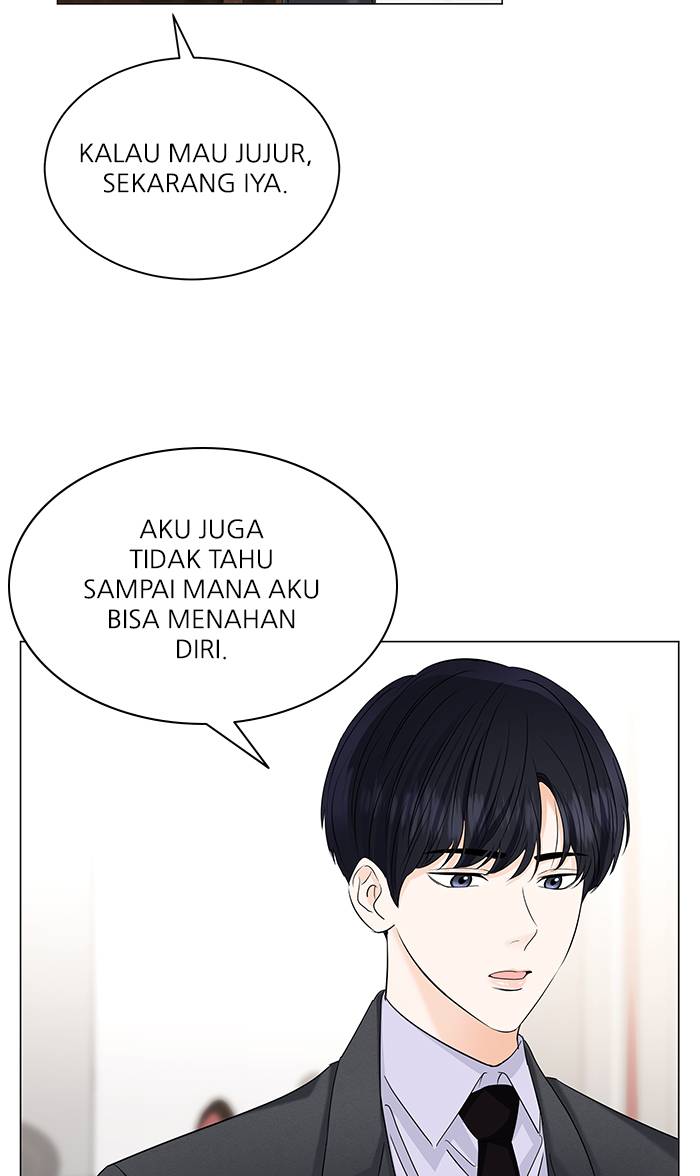 KALAU MAU JUJUR,
SEKARANG IYA.
AKU JUGA
TIDAK TAHU
SAMPAI MANA AKU
BISA MENAHAN
DIRI.